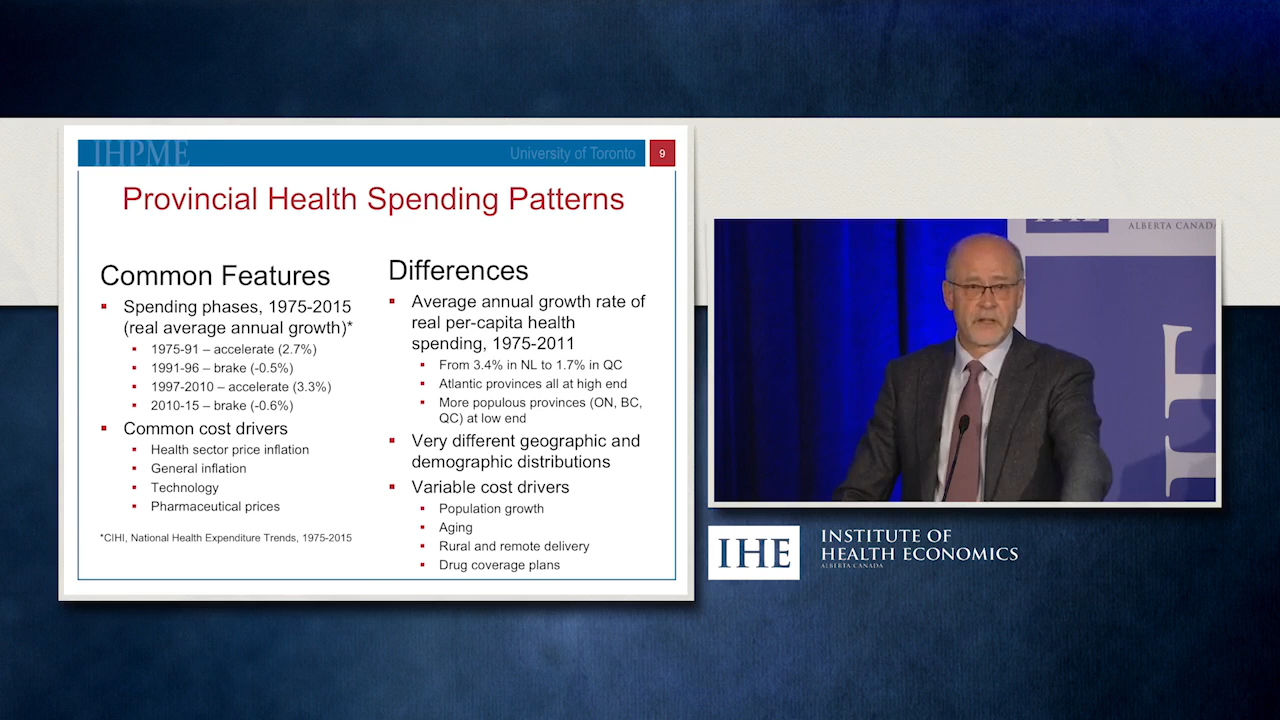 IHPME
University of Toronto
9
Provincial Health Spending Patterns
Common Features
Spending phases, 1975-2015
(real average annual growth)*
1975-91 – accelerate (2.7%)
1991-96 – brake (-0.5%)
1997-2010 – accelerate (3.3%)
2010-15 – brake (-0.6%)
Common cost drivers
Health sector price inflation
General inflation
Technology
Pharmaceutical prices
*CIHI, National Health Expenditure Trends, 1975-2015
Differences
Average annual growth rate of
real per-capita health
spending, 1975-2011
From 3.4% in NL to 1.7% in QC
Atlantic provinces all at high end
More populous provinces (ON, BC,
QC) at low end
Very different geographic and
demographic distributions
Variable cost drivers
Population growth
Aging
Rural and remote delivery
Drug coverage plans
ALBERTA CANADA
IHE
INSTITUTE OF
HEALTH ECONOMICS
ALBERTA CANADA